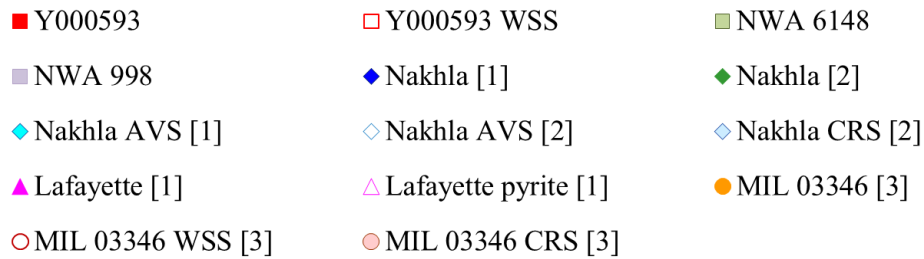 Y000593 Y000593 WSS NWA 6148
NWA 998 Nakhla [1] Nakhla [2]
Nakhla AVS [1] Nakhla AVS [2] Nakhla CRS [2]
Lafayette [1] Lafayette pyrite [1] MIL 03346 [3]
MIL 03346 WSS [3] MIL 03346 CRS [3]